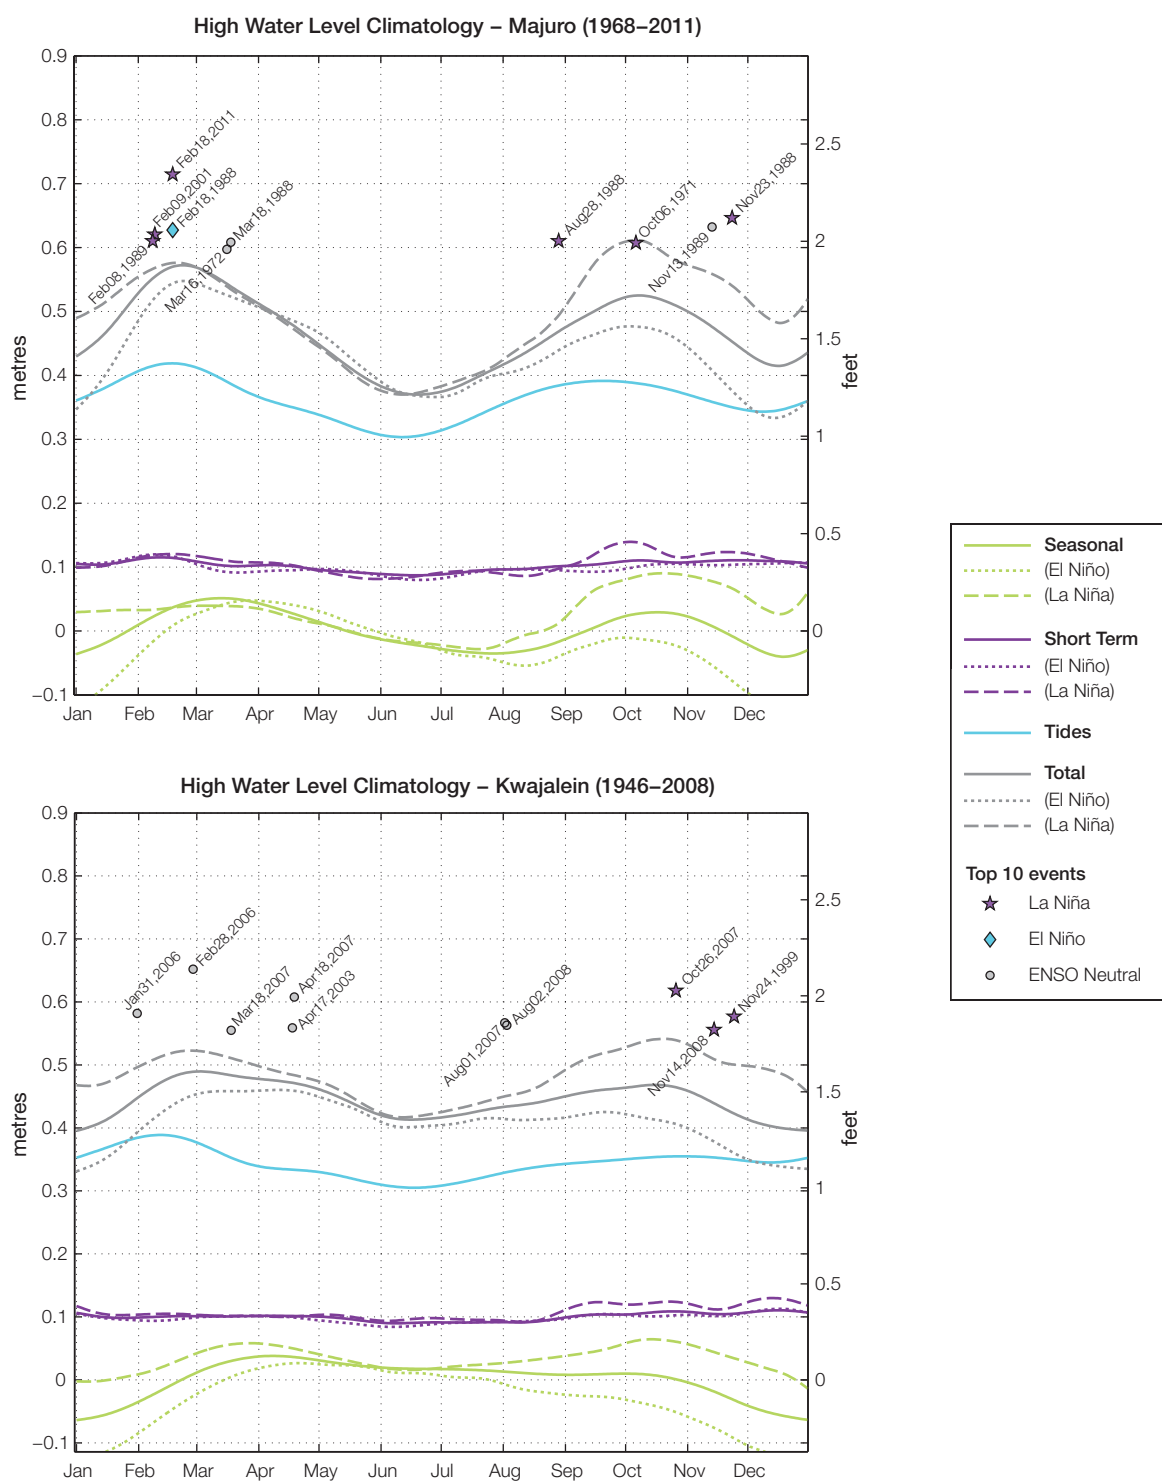 High Water Level Climatology – Majuro (1968–2011)
0.9
0.8
0.7
0.6
0.5
0.4
0.3
0.2
0.1
0
–0.1
metres
2.5
2
1.5
1
0.5
0
feet
Feb18,2011
Feb09,2001
Feb18,1988
Feb08,1989
Mar18,1988
Mar16,1972
Aug28,1988
Oct06,1971
Nov13,1989
Nov23,1988
Jan Feb Mar Apr May Jun Jul Aug Sep Oct Nov Dec
High Water Level Climatology – Kwajalein (1946–2008)
0.9
0.8
0.7
0.6
0.5
0.4
0.3
0.2
0.1
0
–0.1
metres
2.5
2
1.5
1
0.5
0
feet
Jan31,2006
Feb28,2006
Mar18,2007
Apr18,2007
Apr17,2003
Aug01,2007
Aug02,2008
Oct26,2007
Nov14,2008
Nov24,1999
Jan Feb Mar Apr May Jun Jul Aug Sep Oct Nov Dec
Seasonal
(El Niño)
(La Niña)
Short Term
(El Niño)
(La Niña)
Tides
Total
(El Niño)
(La Niña)
Top 10 events
La Niña
El Niño
ENSO Neutral